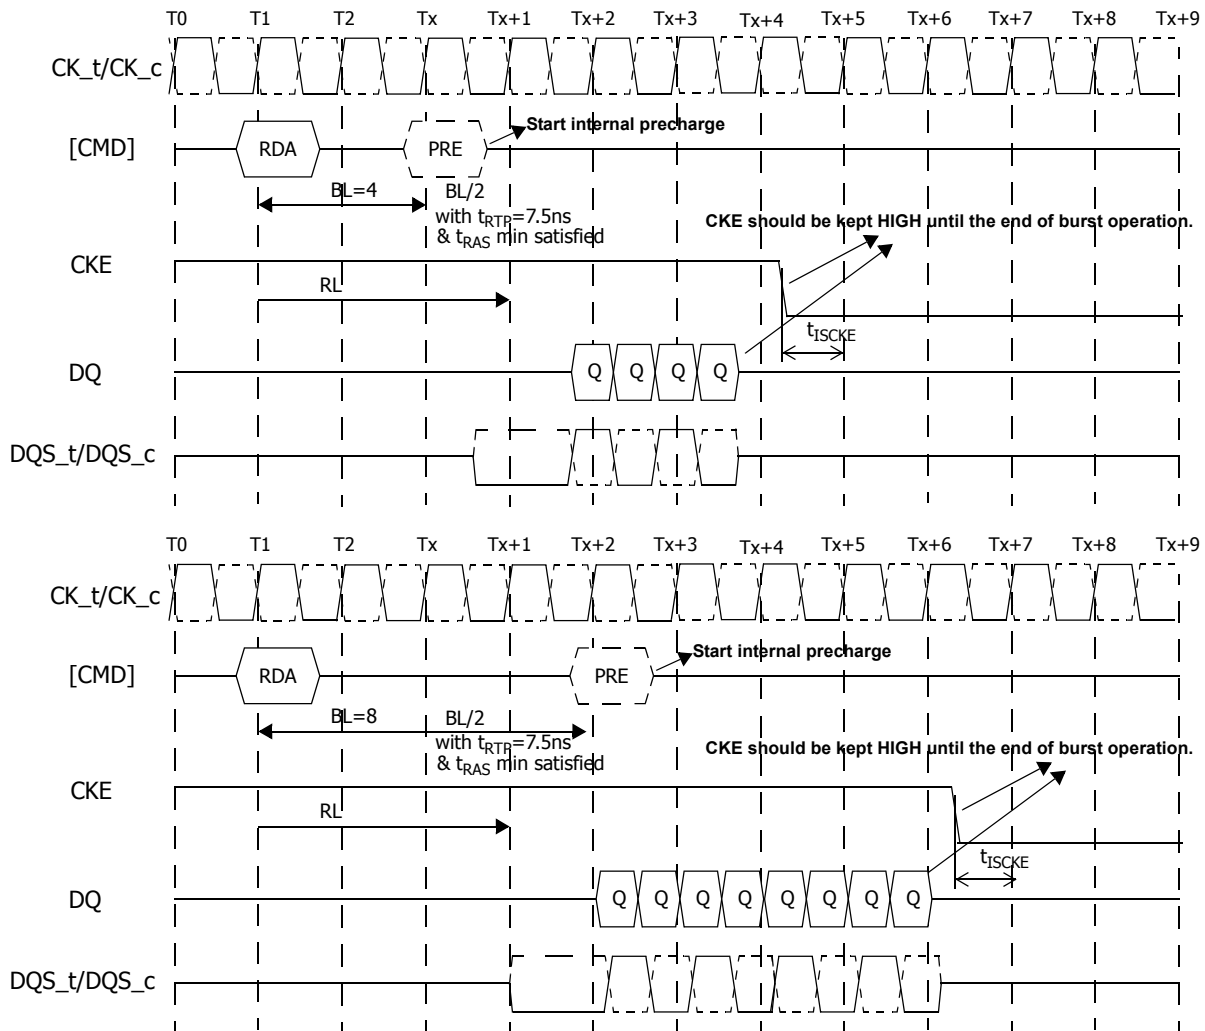 T0 T1 T2 Tx Tx+1 Tx+2 Tx+3 Tx+4 Tx+5 Tx+6 Tx+7 Tx+8 Tx+9
CK_t/CK_c
Start internal precharge
[CMD] RDA PRE
BL=4 BL/2
with tRTP=7.5ns
& tRAS min satisfied
CKE should be kept HIGH until the end of burst operation.
CKE
RL
tISCKE
DQ Q Q Q Q
DQS_t/DQS_c
T0 T1 T2 Tx Tx+1 Tx+2 Tx+3 Tx+4 Tx+5 Tx+6 Tx+7 Tx+8 Tx+9
CK_t/CK_c
Start internal precharge
[CMD] RDA PRE
BL=8 BL/2
with tRTP=7.5ns
& tRAS min satisfied
CKE should be kept HIGH until the end of burst operation.
CKE
RL
tISCKE
DQ Q Q Q Q Q Q Q Q
DQS_t/DQS_c